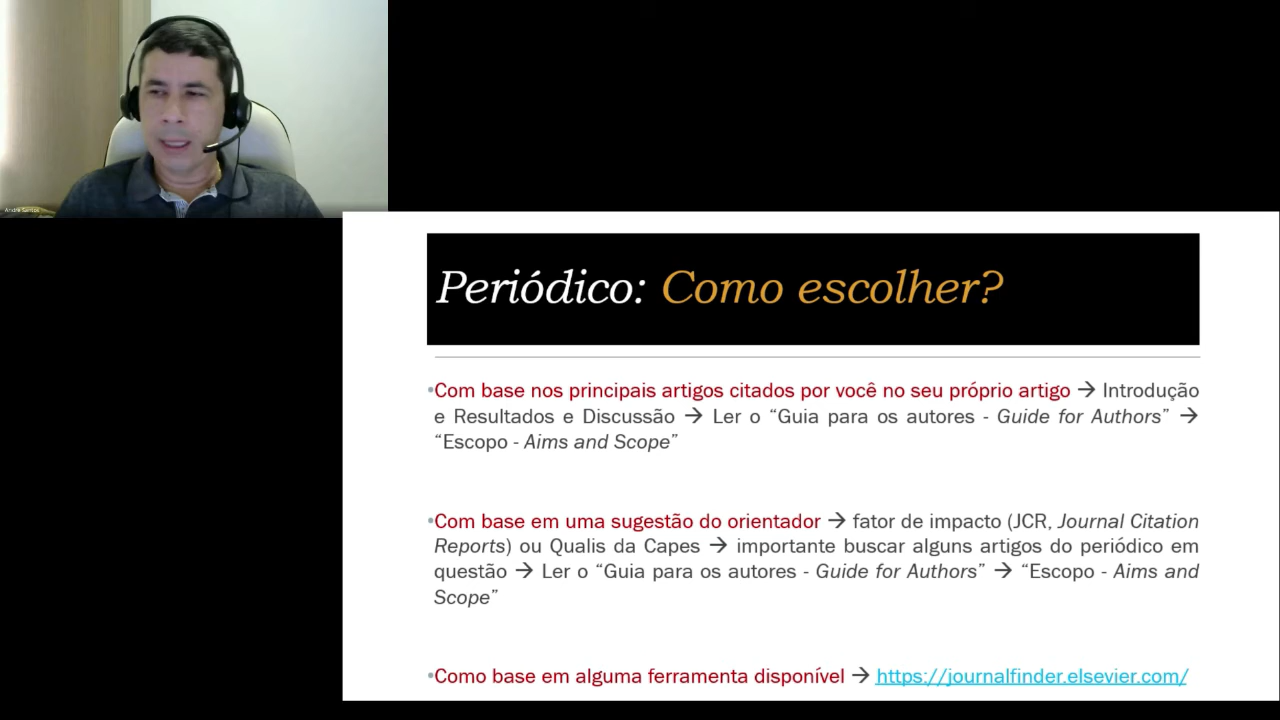 André Santos
Periódico: Como escolher?
•Com base nos principais artigos citados por você no seu próprio artigo → Introdução
e Resultados e Discussão → Ler o “Guia para os autores - Guide for Authors” →
“Escopo - Aims and Scope”
•Com base em uma sugestão do orientador → fator de impacto (JCR, Journal Citation
Reports) ou Qualis da Capes → importante buscar alguns artigos do periódico em
questão → Ler o “Guia para os autores - Guide for Authors” → “Escopo - Aims and
Scope”
•Como base em alguma ferramenta disponível → https://journalfinder.elsevier.com/